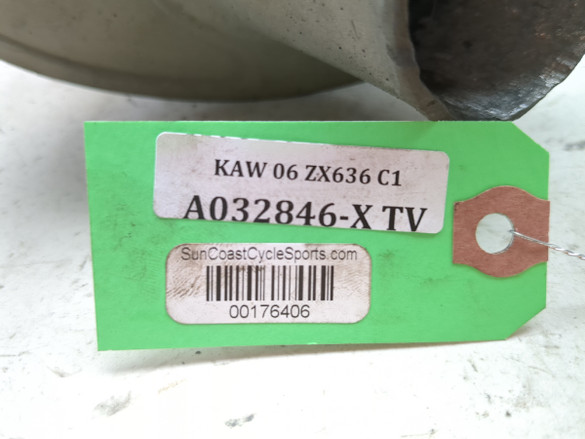 KAW 06 ZX636 C1
A032846-X TV
SunCoastCycleSports.com
00176406